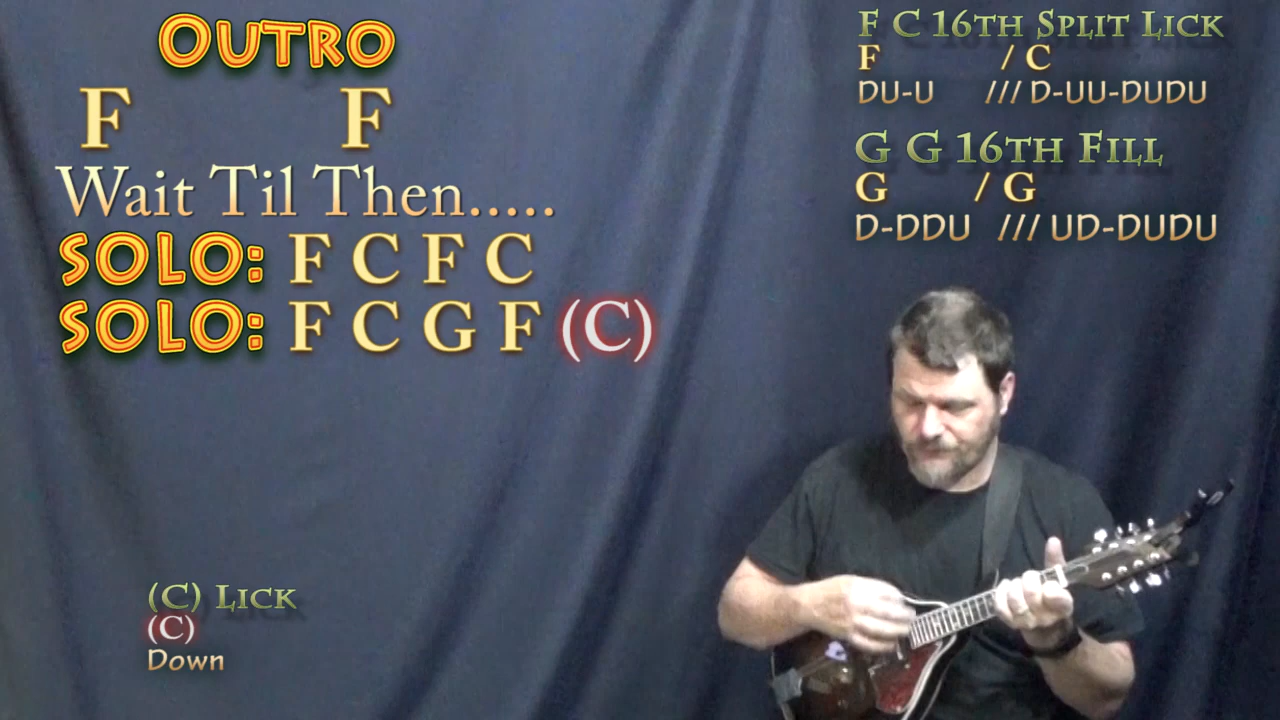 OUTRO
F F
Wait Til Then.....
SOLO: F C F C
SOLO: F C G F (C)
F C 16TH SPLIT LICK
F / C
DU-U /// D-UU-DUDU
G G 16TH FILL
G / G
D-DDU /// UD-DUDU
(C) LICK
(C)
Down